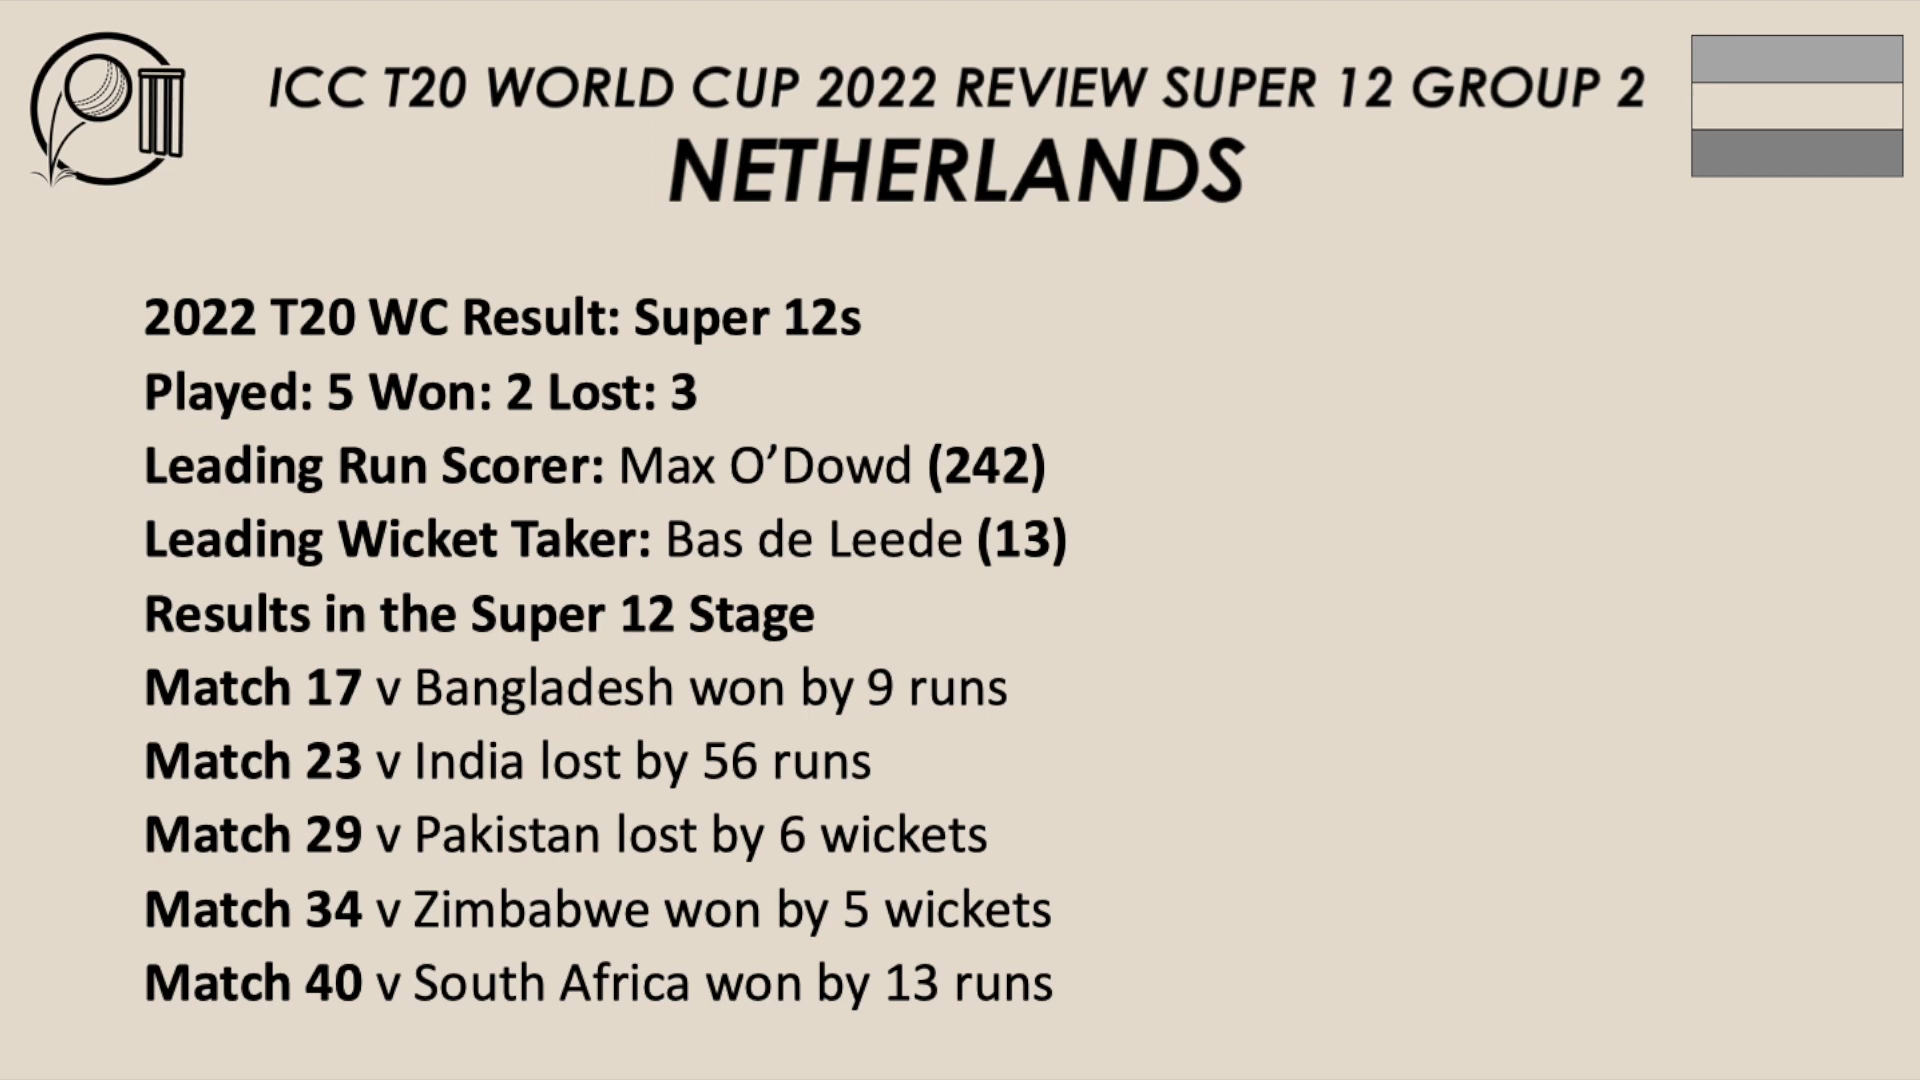 ICC T20 WORLD CUP 2022 REVIEW SUPER 12 GROUP 2
NETHERLANDS
2022 T20 WC Result: Super 12s
Played: 5 Won: 2 Lost: 3
Leading Run Scorer: Max O’Dowd (242)
Leading Wicket Taker: Bas de Leede (13)
Results in the Super 12 Stage
Match 17 v Bangladesh won by 9 runs
Match 23 v India lost by 56 runs
Match 29 v Pakistan lost by 6 wickets
Match 34 v Zimbabwe won by 5 wickets
Match 40 v South Africa won by 13 runs